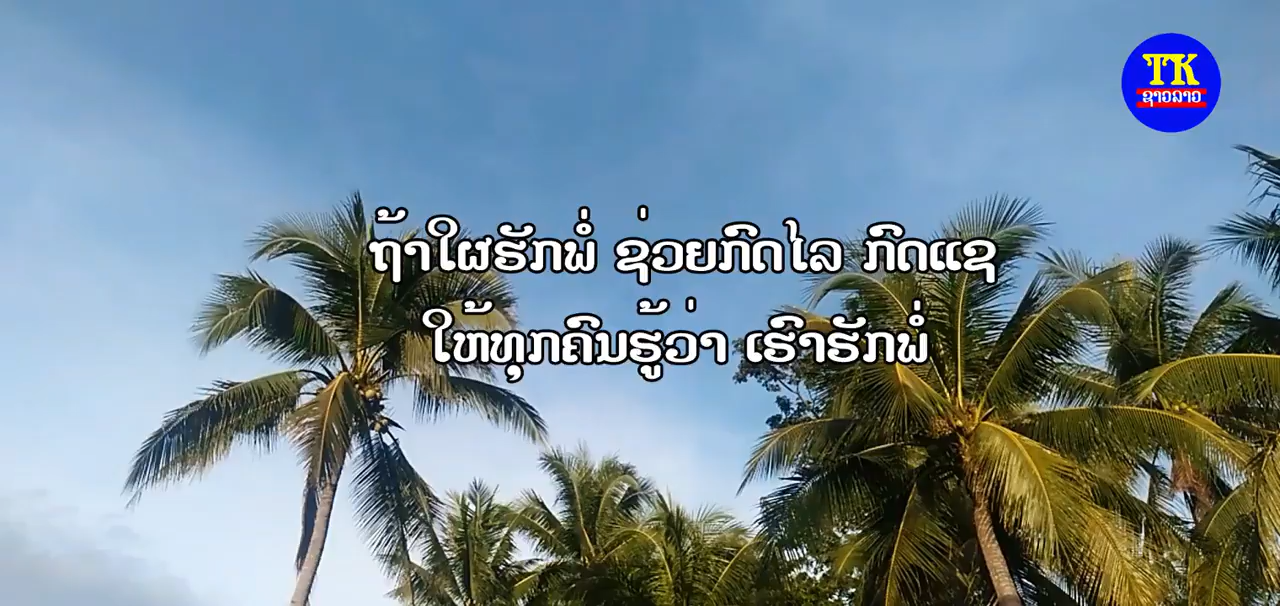 TK
ຊາວລາວ
ຖ້າໃຜຮັກພໍ່ ຊ່ວຍກົດໄລ ກົດແຊ
ໃຫ້ທຸກຄົນຮູ້ວ່າ ເຮົາຮັກພໍ່